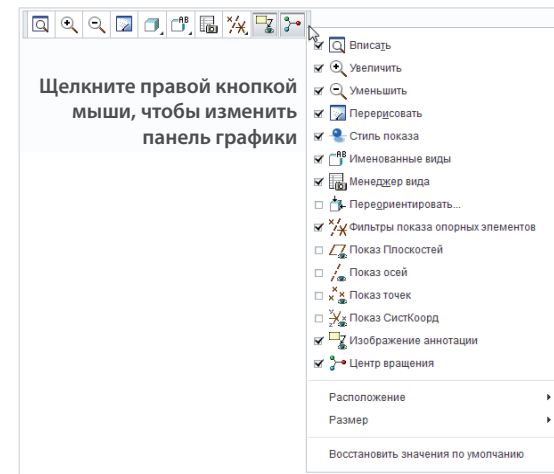 Щелкните правой кнопкой
мыши, чтобы изменить
панель графики
Вписать
Увеличить
Уменьшить
Перерисовать
Стиль показа
Именованные виды
Менеджер вида
Переориентировать...
Фильтры показа опорных элементов
Показ Плоскостей
Показ осей
Показ точек
Показ СистКоорд
Изображение аннотации
Центр вращения
Расположение
Размер
Восстановить значения по умолчанию